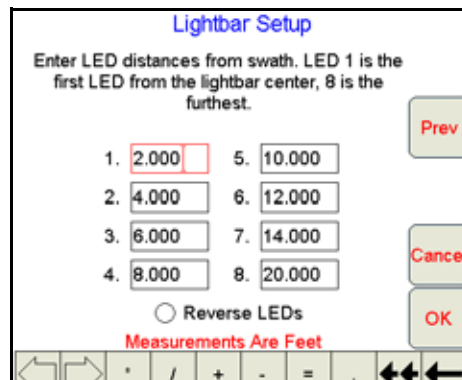 Lightbar Setup
Enter LED distances from swath. LED 1 is the
first LED from the lightbar center, 8 is the
furthest.
Prev
1. 2.000 5. 10.000
2. 4.000 6. 12.000
3. 6.000 7. 14.000
4. 8.000 8. 20.000
Cance
Reverse LEDs
OK
Measurements Are Feet
* / + - = .